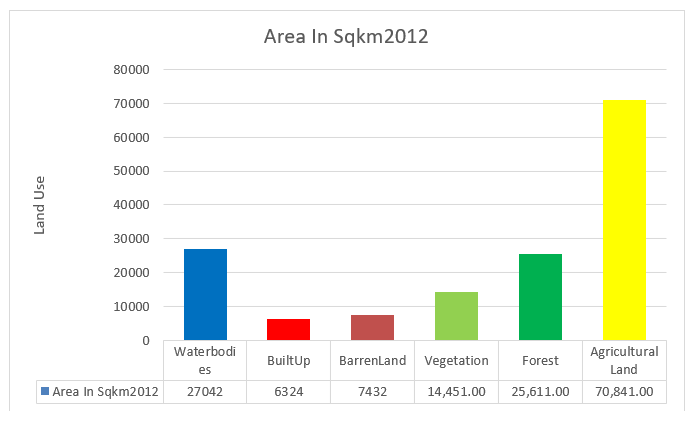 Area In Sqkm2012
80000
70000
60000
50000
40000
30000
20000
10000
0
Land Use
Waterbodi
es
BuiltUp
BarrenLand
Vegetation
Forest
Agricultural
Land
Area In Sqkm2012 27042 6324 7432 14,451.00 25,611.00 70,841.00